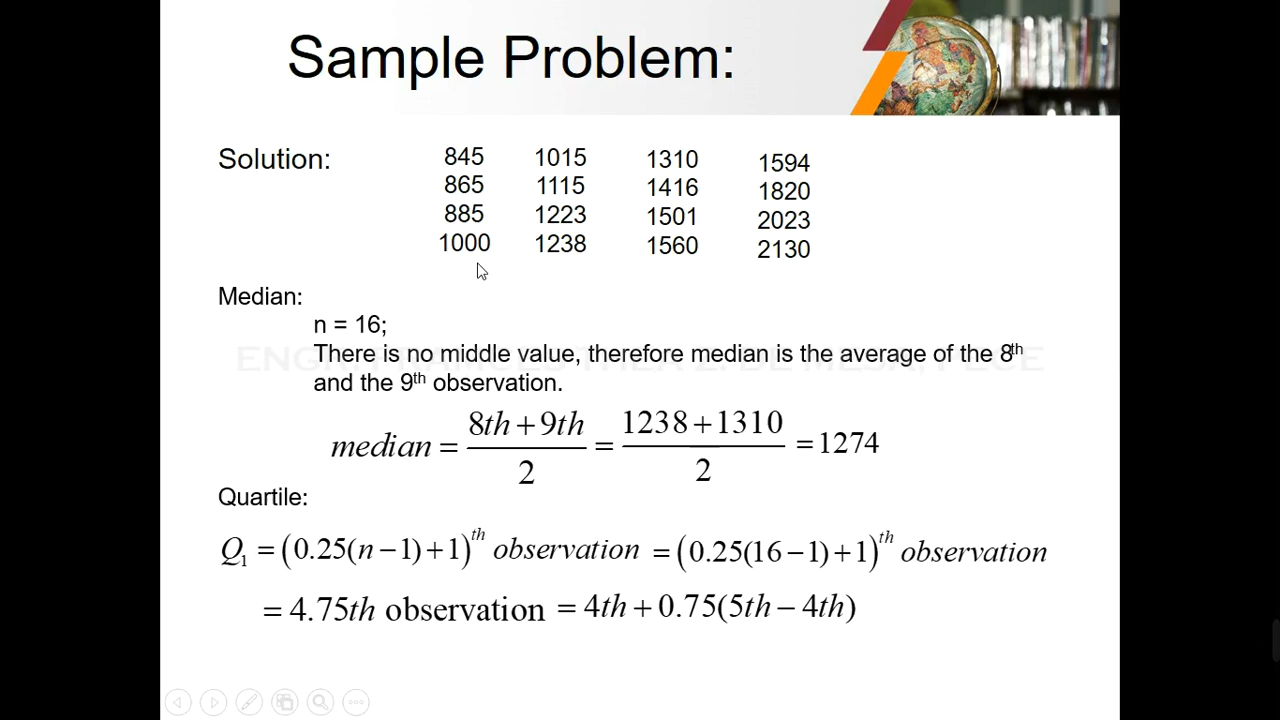 Sample Problem:
Solution:
845 1015 1310 1594
865 1115 1416 1820
885 1223 1501 2023
1000 1238 1560 2130
Median:
n = 16;
There is no middle value, therefore median is the average of the 8th
and the 9th observation.
median = (8th + 9th)/2 = (1238 + 1310)/2 = 1274
Quartile:
Q1 = (0.25(n − 1) + 1)th observation = (0.25(16 − 1) + 1)th observation
= 4.75th observation = 4th + 0.75(5th − 4th)